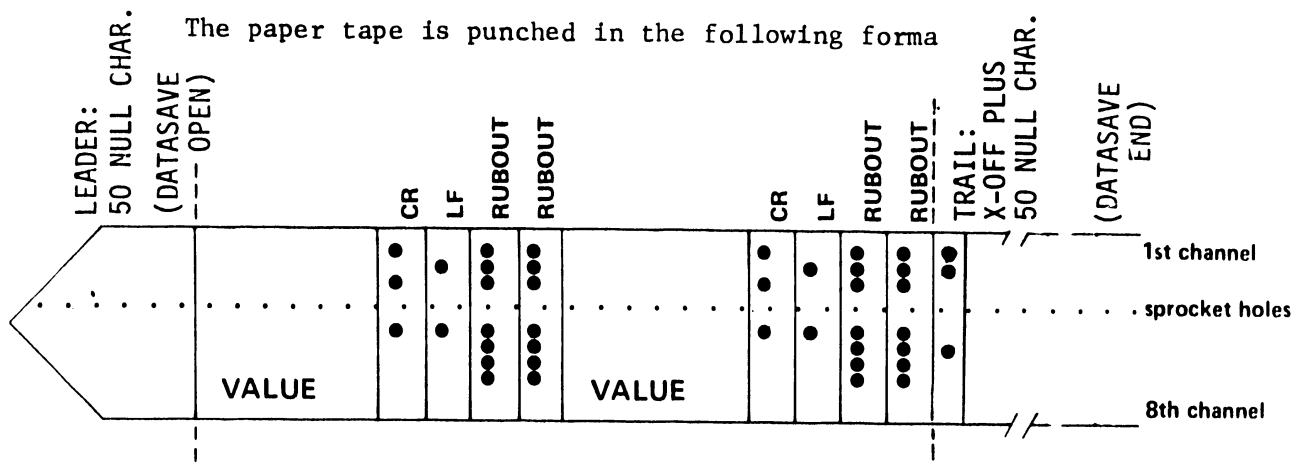 The paper tape is punched in the following forma
LEADER:
50 NULL CHAR.
(DATASAVE
OPEN)
CR
LF
RUBOUT
RUBOUT
CR
LF
RUBOUT
RUBOUT
TRAIL:
X-OFF PLUS
50 NULL CHAR.
(DATASAVE
END)
1st channel
sprocket holes
VALUE
VALUE
8th channel